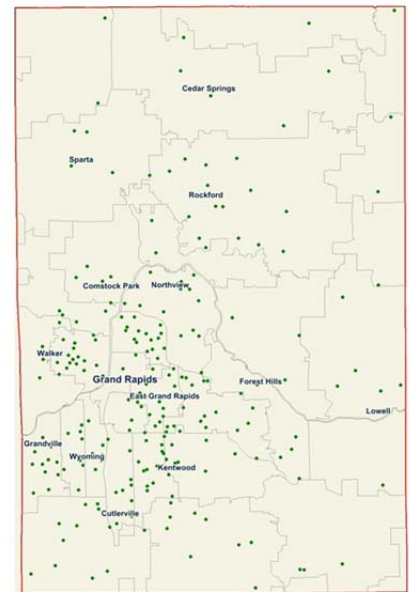 Cedar Springs
Sparta
Rockford
Comstock Park
Northview
Walker
Grand Rapids
Forest Hills
East Grand Rapids
Lowell
Grandville
Wyoming
Kentwood
Cutlerville